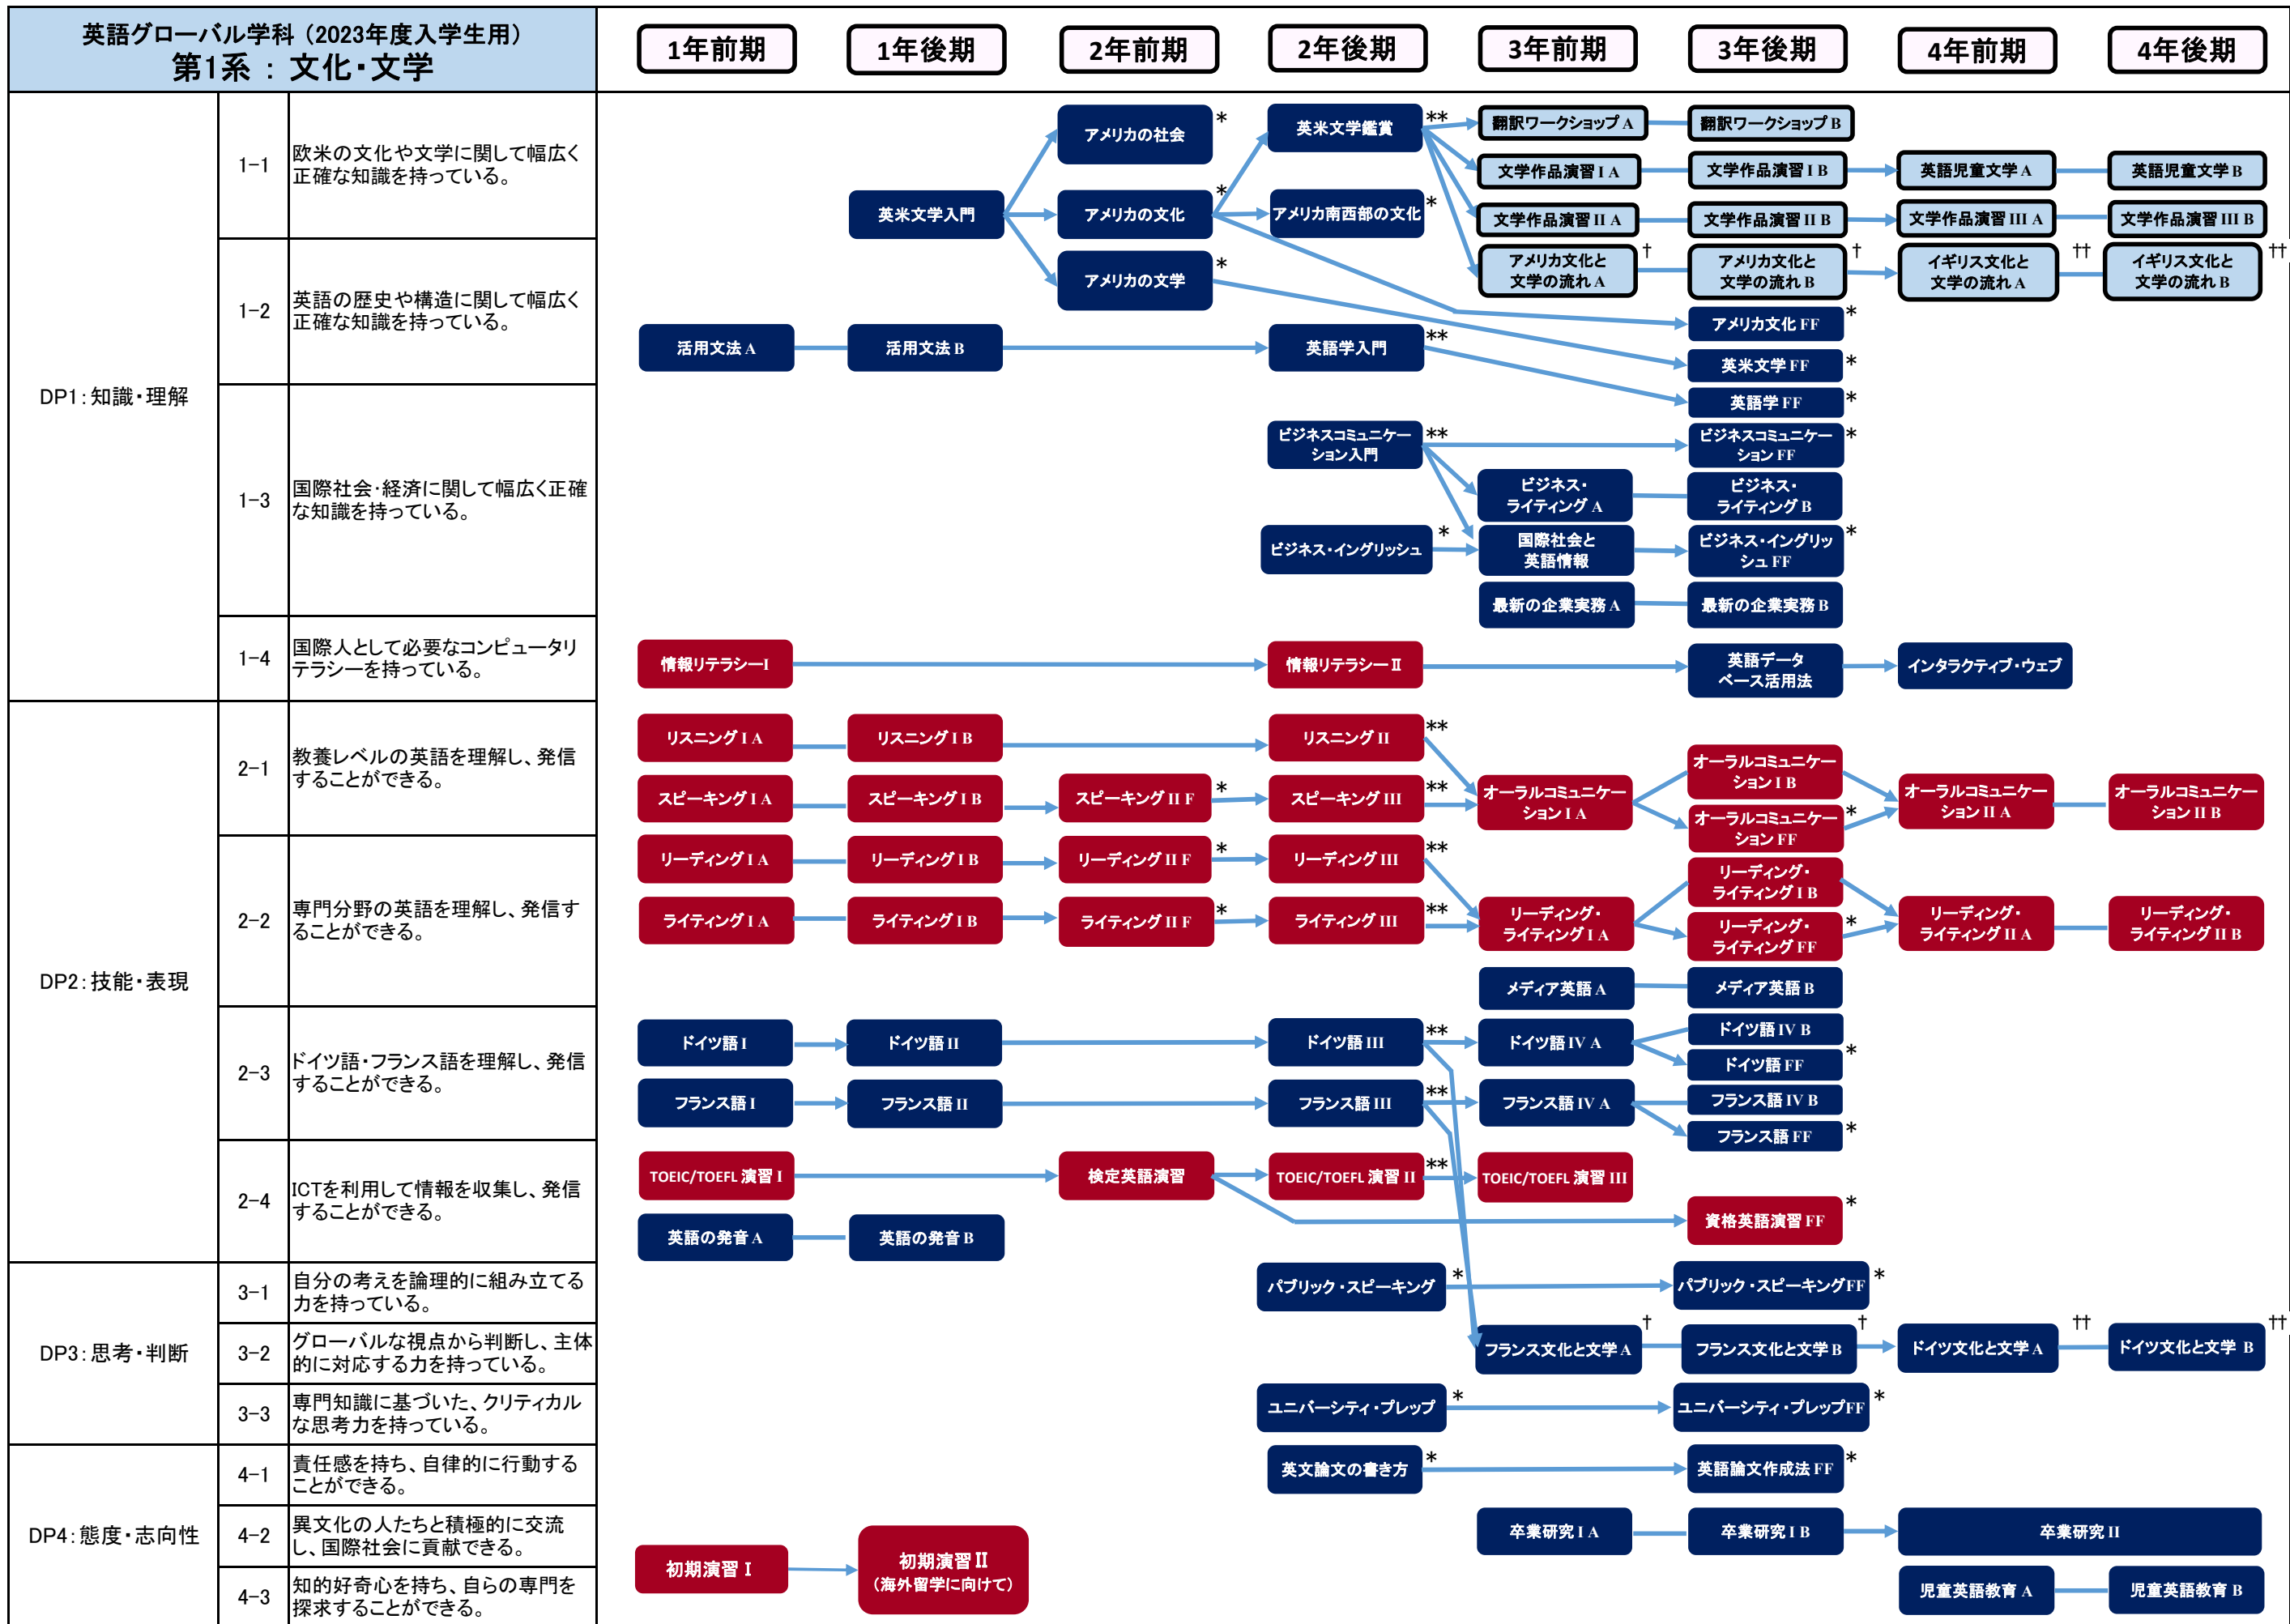 英語グローバル学科（2023年度入学生用）
第1系 ： 文化・文学
1年前期
1年後期
2年前期
2年後期
3年前期
3年後期
4年前期
4年後期
DP1：知識・理解
1-1
欧米の文化や文学に関して幅広く
正確な知識を持っている。
1-2
英語の歴史や構造に関して幅広く
正確な知識を持っている。
1-3
国際社会・経済に関して幅広く正確
な知識を持っている。
1-4
国際人として必要なコンピュータリ
テラシーを持っている。
DP2：技能・表現
2-1
教養レベルの英語を理解し、発信
することができる。
2-2
専門分野の英語を理解し、発信す
ることができる。
2-3
ドイツ語・フランス語を理解し、発信
することができる。
2-4
ICTを利用して情報を収集し、発信
することができる。
DP3：思考・判断
3-1
自分の考えを論理的に組み立てる
力を持っている。
3-2
グローバルな視点から判断し、主体
的に対応する力を持っている。
3-3
専門知識に基づいた、クリティカル
な思考力を持っている。
DP4：態度・志向性
4-1
責任感を持ち、自律的に行動する
ことができる。
4-2
異文化の人たちと積極的に交流
し、国際社会に貢献できる。
4-3
知的好奇心を持ち、自らの専門を
探求することができる。
アメリカの社会 *
英米文学鑑賞 **
翻訳ワークショップ A
翻訳ワークショップ B
文学作品演習 I A
文学作品演習 I B
英語児童文学 A
英語児童文学 B
英米文学入門
アメリカの文化 *
アメリカ南西部の文化 *
文学作品演習 II A
文学作品演習 II B
文学作品演習 III A
文学作品演習 III B
アメリカの文学 *
アメリカ文化と
文学の流れ A †
アメリカ文化と
文学の流れ B †
イギリス文化と
文学の流れ A ††
イギリス文化と
文学の流れ B ††
アメリカ文化 FF *
活用文法 A
活用文法 B
英語学入門 **
英米文学 FF *
英語学 FF *
ビジネスコミュニケー
ション入門 **
ビジネスコミュニケー
ション FF *
ビジネス・
ライティング A
ビジネス・
ライティング B
ビジネス・イングリッシュ *
国際社会と
英語情報
ビジネス・イングリッ
シュ FF *
最新の企業実務 A
最新の企業実務 B
情報リテラシーI
情報リテラシーⅡ
英語データ
ベース活用法
インタラクティブ・ウェブ
リスニング I A
リスニング I B
リスニング II **
スピーキング I A
スピーキング I B
スピーキング II F *
スピーキング III **
オーラルコミュニケー
ション I A
オーラルコミュニケー
ション I B
オーラルコミュニケー
ション FF *
オーラルコミュニケー
ション II A
オーラルコミュニケー
ション II B
リーディング I A
リーディング I B
リーディング II F *
リーディング III **
ライティング I A
ライティング I B
ライティング II F *
ライティング III **
リーディング・
ライティング I A
リーディング・
ライティング I B
リーディング・
ライティング FF *
リーディング・
ライティング II A
リーディング・
ライティング II B
メディア英語 A
メディア英語 B
ドイツ語 I
ドイツ語 II
ドイツ語 III **
ドイツ語 IV A
ドイツ語 IV B
ドイツ語 FF *
フランス語 I
フランス語 II
フランス語 III **
フランス語 IV A
フランス語 IV B
フランス語 FF *
TOEIC/TOEFL 演習 I
検定英語演習
TOEIC/TOEFL 演習 II **
TOEIC/TOEFL 演習 III
資格英語演習 FF *
英語の発音 A
英語の発音 B
パブリック・スピーキング *
パブリック・スピーキングFF *
フランス文化と文学 A †
フランス文化と文学 B †
ドイツ文化と文学 A ††
ドイツ文化と文学 B ††
ユニバーシティ・プレップ *
ユニバーシティ・プレップFF *
英文論文の書き方 *
英語論文作成法 FF *
卒業研究 I A
卒業研究 I B
卒業研究 II
初期演習 I
初期演習Ⅱ
（海外留学に向けて）
児童英語教育 A
児童英語教育 B